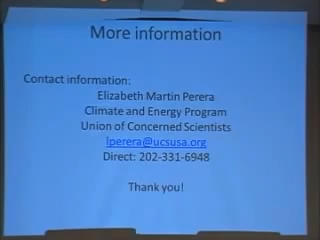 More information
Contact information:
Elizabeth Martin Perera
Climate and Energy Program
Union of Concerned Scientists
lperera@ucsusa.org
Direct: 202-331-6948
Thank you!